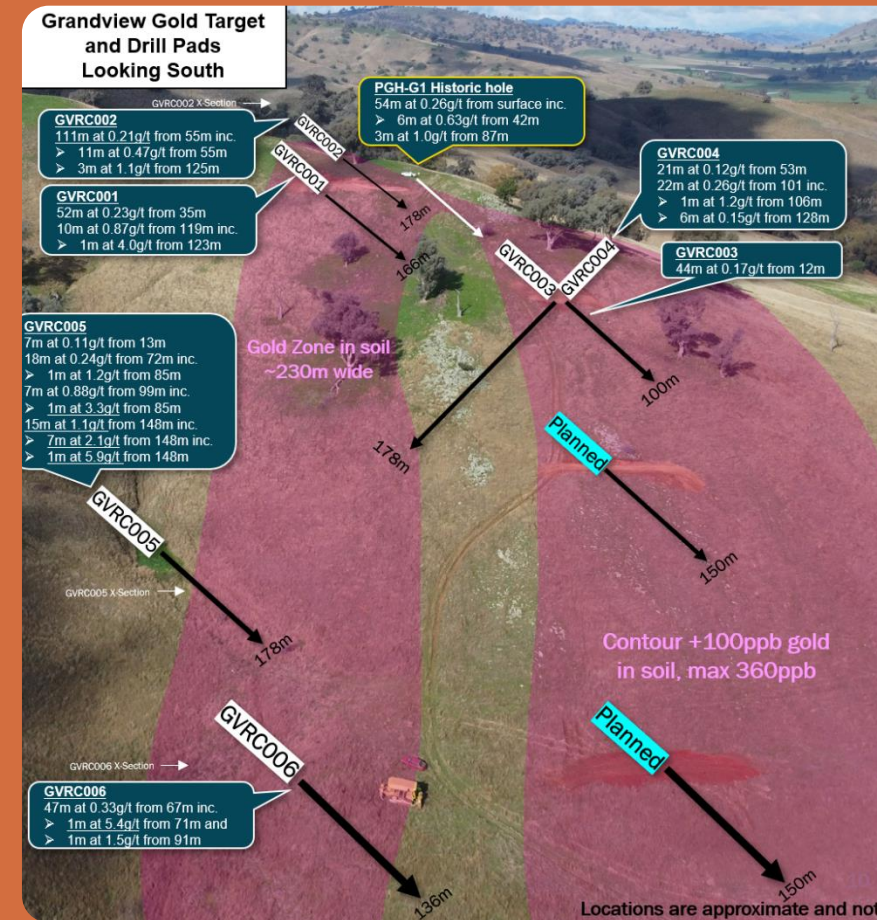 Grandview Gold Target
and Drill Pads
Looking South
GVRC002 X-Section
GVRC002
111m at 0.21g/t from 55m inc.
➢ 11m at 0.47g/t from 55m
➢ 3m at 1.1g/t from 125m
GVRC001
52m at 0.23g/t from 35m
10m at 0.87g/t from 119m inc.
➢ 1m at 4.0g/t from 123m
PGH-G1 Historic hole
54m at 0.26g/t from surface inc.
➢ 6m at 0.63g/t from 42m
3m at 1.0g/t from 87m
GVRC004
21m at 0.12g/t from 53m
22m at 0.26g/t from 101 inc.
➢ 1m at 1.2g/t from 106m
➢ 6m at 0.15g/t from 128m
GVRC003
44m at 0.17g/t from 12m
GVRC002
178m
GVRC001
166m
GVRC003
GVRC004
100m
178m
GVRC005
7m at 0.11g/t from 13m
18m at 0.24g/t from 72m inc.
➢ 1m at 1.2g/t from 85m
7m at 0.88g/t from 99m inc.
➢ 1m at 3.3g/t from 85m
15m at 1.1g/t from 148m inc.
➢ 7m at 2.1g/t from 148m inc.
➢ 1m at 5.9g/t from 148m
Gold Zone in soil
~230m wide
Planned
150m
GVRC005
GVRC005 X-Section
178m
Contour +100ppb gold
in soil, max 360ppb
GVRC006
Planned
GVRC006 X-Section
GVRC006
47m at 0.33g/t from 67m inc.
➢ 1m at 5.4g/t from 71m and
➢ 1m at 1.5g/t from 91m
136m
150m
Locations are approximate and not